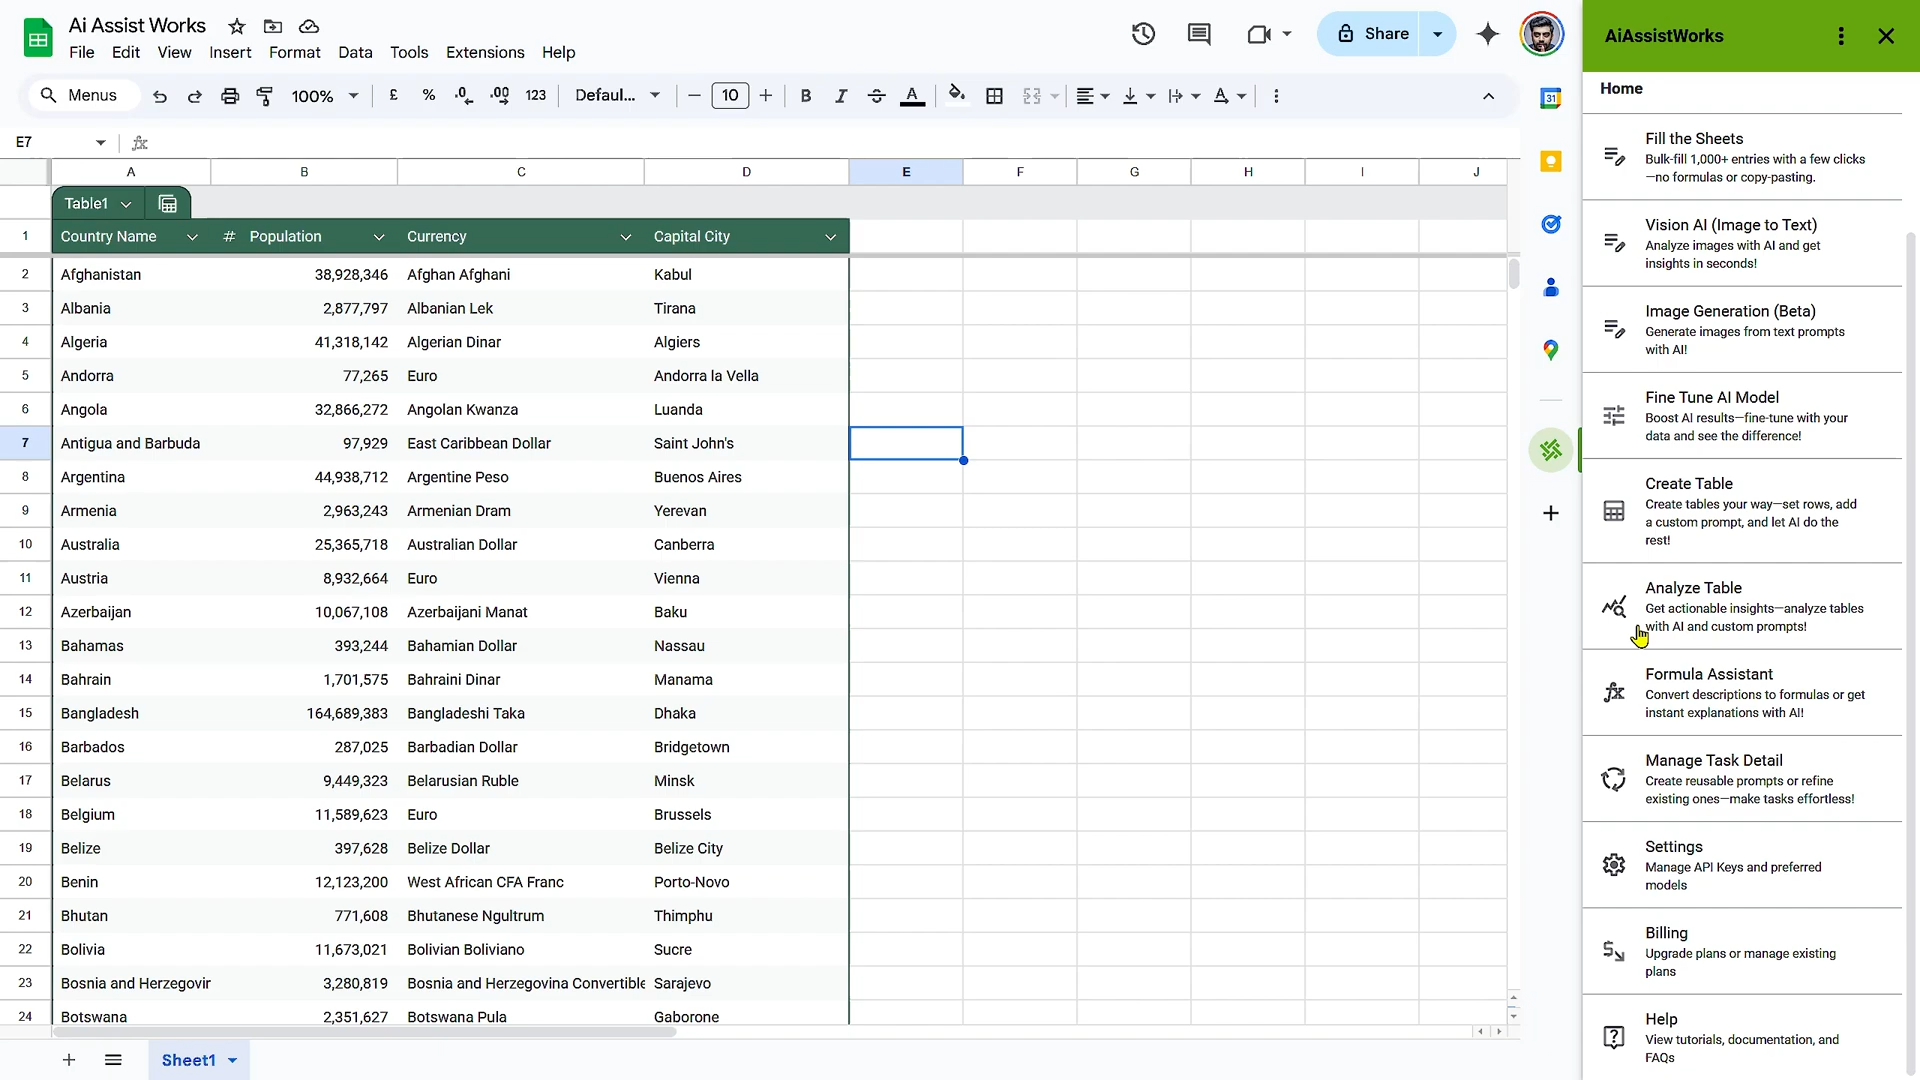 Ai Assist Works
File Edit View Insert Format Data Tools Extensions Help
Share
Menus 100% £ % .0 .00 123 Defaul... 10 B I A
E7 fx
A B C D E F G H I J
Table1
1 Country Name # Population Currency Capital City
2 Afghanistan 38,928,346 Afghan Afghani Kabul
3 Albania 2,877,797 Albanian Lek Tirana
4 Algeria 41,318,142 Algerian Dinar Algiers
5 Andorra 77,265 Euro Andorra la Vella
6 Angola 32,866,272 Angolan Kwanza Luanda
7 Antigua and Barbuda 97,929 East Caribbean Dollar Saint John's
8 Argentina 44,938,712 Argentine Peso Buenos Aires
9 Armenia 2,963,243 Armenian Dram Yerevan
10 Australia 25,365,718 Australian Dollar Canberra
11 Austria 8,932,664 Euro Vienna
12 Azerbaijan 10,067,108 Azerbaijani Manat Baku
13 Bahamas 393,244 Bahamian Dollar Nassau
14 Bahrain 1,701,575 Bahraini Dinar Manama
15 Bangladesh 164,689,383 Bangladeshi Taka Dhaka
16 Barbados 287,025 Barbadian Dollar Bridgetown
17 Belarus 9,449,323 Belarusian Ruble Minsk
18 Belgium 11,589,623 Euro Brussels
19 Belize 397,628 Belize Dollar Belize City
20 Benin 12,123,200 West African CFA Franc Porto-Novo
21 Bhutan 771,608 Bhutanese Ngultrum Thimphu
22 Bolivia 11,673,021 Bolivian Boliviano Sucre
23 Bosnia and Herzegovir 3,280,819 Bosnia and Herzegovina Convertible Sarajevo
24 Botswana 2,351,627 Botswana Pula Gaborone
Sheet1
31
AiAssistWorks
Home
Fill the Sheets
Bulk-fill 1,000+ entries with a few clicks
—no formulas or copy-pasting.
Vision AI (Image to Text)
Analyze images with AI and get
insights in seconds!
Image Generation (Beta)
Generate images from text prompts
with AI!
Fine Tune AI Model
Boost AI results—fine-tune with your
data and see the difference!
Create Table
Create tables your way—set rows, add
a custom prompt, and let AI do the
rest!
Analyze Table
Get actionable insights—analyze tables
with AI and custom prompts!
fx
Formula Assistant
Convert descriptions to formulas or get
instant explanations with AI!
Manage Task Detail
Create reusable prompts or refine
existing ones—make tasks effortless!
Settings
Manage API Keys and preferred
models
Billing
Upgrade plans or manage existing
plans
Help
View tutorials, documentation, and
FAQs